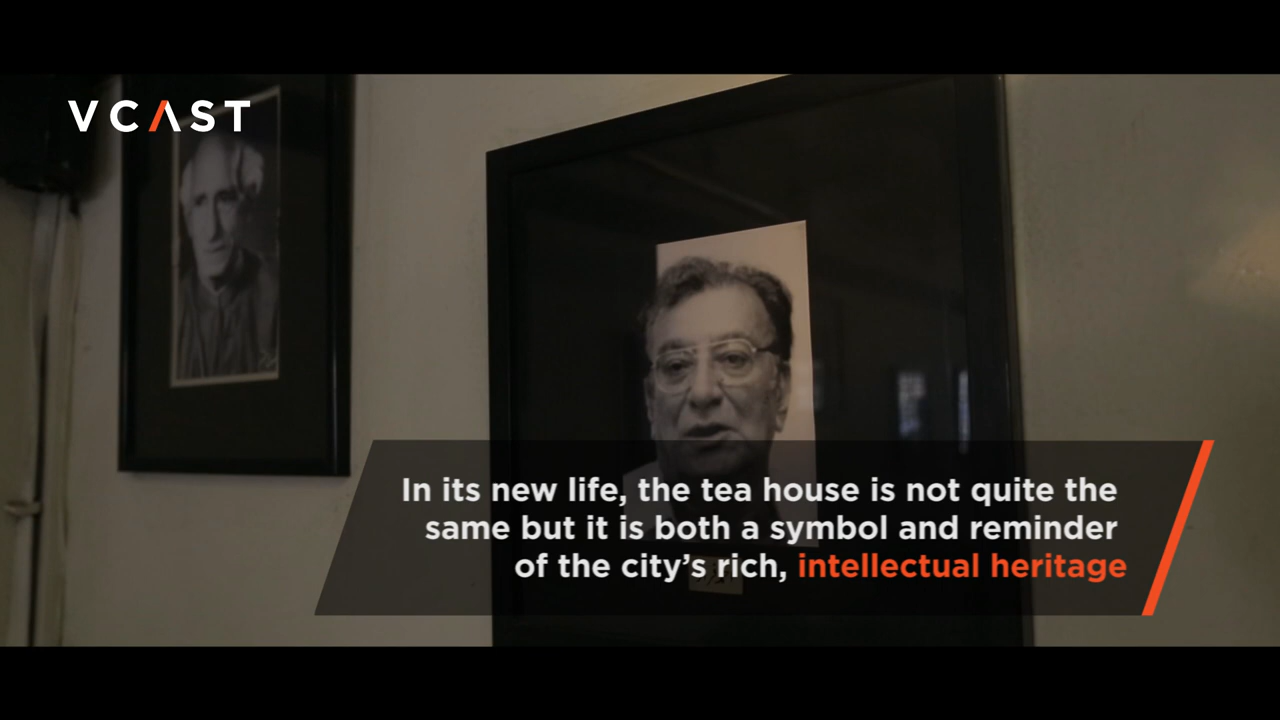 VCAST
In its new life, the tea house is not quite the
same but it is both a symbol and reminder
of the city's rich, intellectual heritage